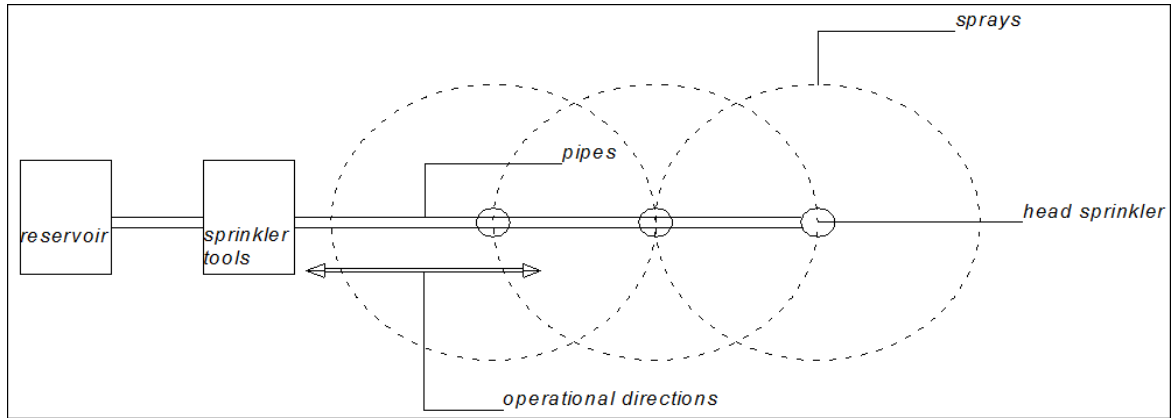 sprays
pipes
head sprinkler
reservoir
sprinkler
tools
operational directions